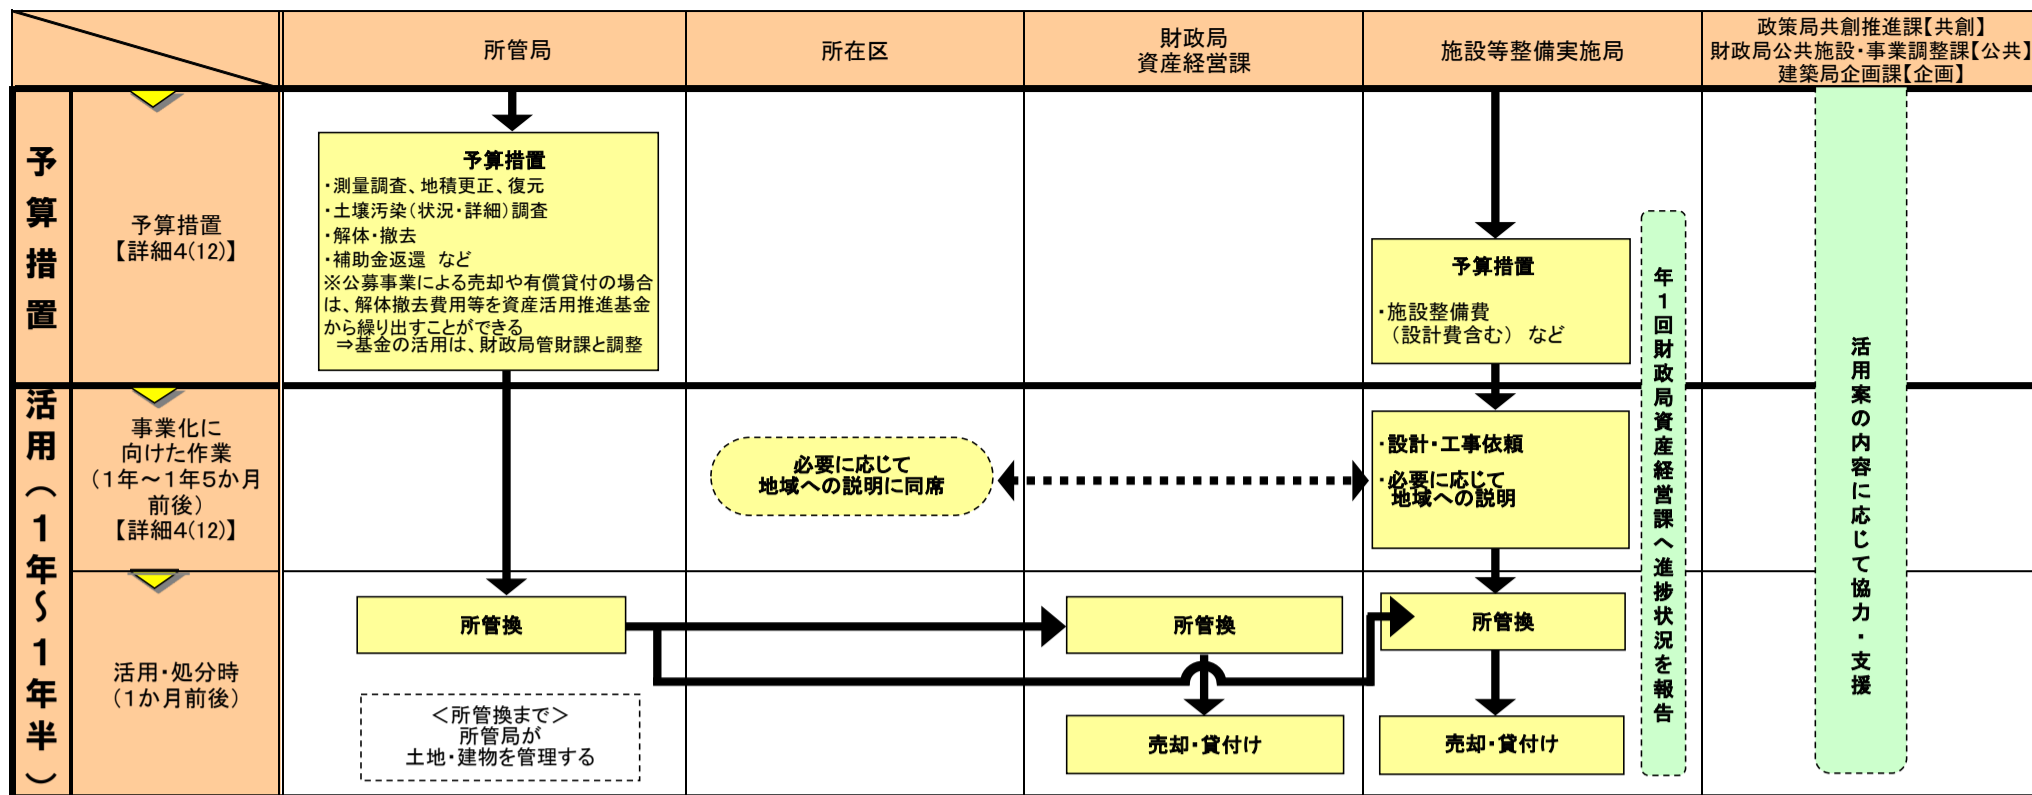 所管局
所在区
財政局
資産経営課
施設等整備実施局
政策局共創推進課【共創】
財政局公共施設・事業調整課【公共】
建築局企画課【企画】
予算措置
予算措置
【詳細4(12)】
予算措置
・測量調査、地積更正、復元
・土壌汚染(状況・詳細)調査
・解体・撤去
・補助金返還 など
※公募事業による売却や有償貸付の場合
は、解体撤去費用等を資産活用推進基金
から繰り出すことができる
⇒基金の活用は、財政局管財課と調整
予算措置
・施設整備費
(設計費含む) など
年1回財政局資産経営課へ進捗状況を報告
活用案の内容に応じて協力・支援
活用(1年~1年半)
事業化に
向けた作業
(1年~1年5か月
前後)
【詳細4(12)】
必要に応じて
地域への説明に同席
・設計・工事依頼
・必要に応じて
地域への説明
活用・処分時
(1か月前後)
所管換
所管換
所管換
<所管換まで>
所管局が
土地・建物を管理する
売却・貸付け
売却・貸付け